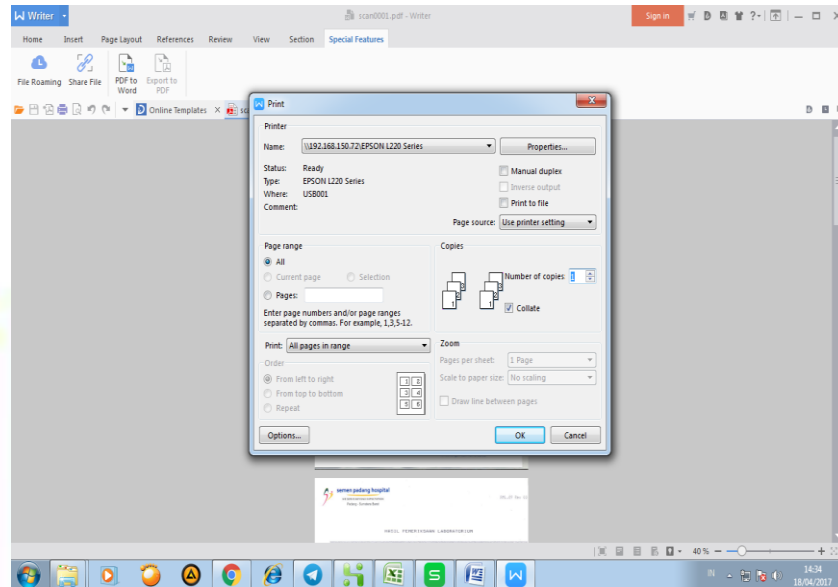 Writer
scan0001.pdf - Writer
Sign in
Home Insert Page Layout References Review View Section Special Features
File Roaming Share File PDF to Word Export to PDF
Online Templates
Print
Printer
Name: \\192.168.150.72\EPSON L220 Series Properties...
Status: Ready Manual duplex
Type: EPSON L220 Series Inverse output
Where: USB001 Print to file
Comment:
Page source: Use printer setting
Page range Copies
All
Current page Selection Number of copies 1
Pages: Collate
Enter page numbers and/or page ranges
separated by commas. For example, 1,3,5-12.
Print: All pages in range Zoom
Order Pages per sheet: 1 Page
From left to right Scale to paper size: No scaling
From top to bottom Draw line between pages
Repeat
Options... OK Cancel
semen padang hospital
HASIL PEMERIKSAAN LABORATORIUM
40 %
IN 14:34
18/04/2017